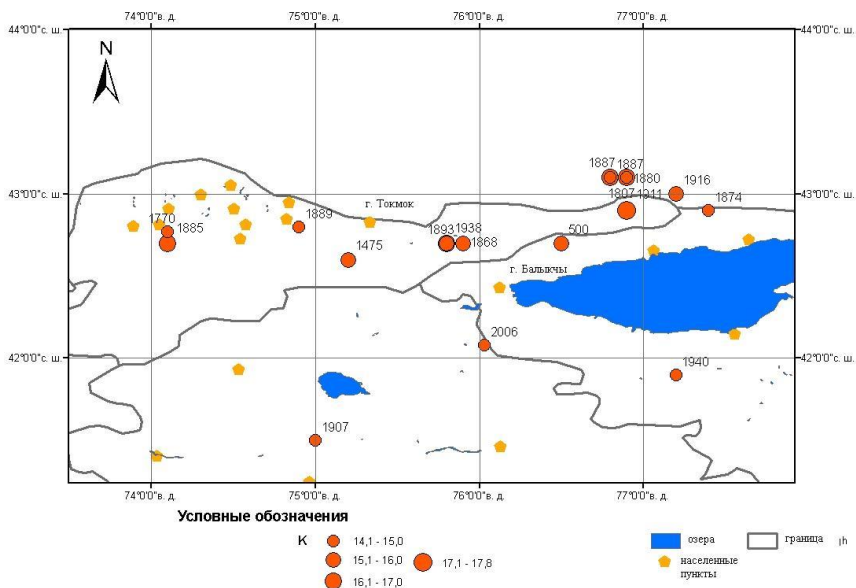 74°0'0"в. д. 75°0'0"в. д. 76°0'0"в. д. 77°0'0"в. д.
44°0'0"с. ш. 44°0'0"с. ш.
N
1887 1887
1880
43°0'0"с. ш. 1916 1874 43°0'0"с. ш.
г. Токмок
1770
1885
1889
1893 1938
1868
500
1475
г. Балыкчы
2006
42°0'0"с. ш. 42°0'0"с. ш.
1940
1907
74°0'0"в. д. 75°0'0"в. д. 76°0'0"в. д. 77°0'0"в. д.
Условные обозначения
K
14,1 - 15,0
15,1 - 16,0
16,1 - 17,0
17,1 - 17,8
озера
граница
населенные
пункты